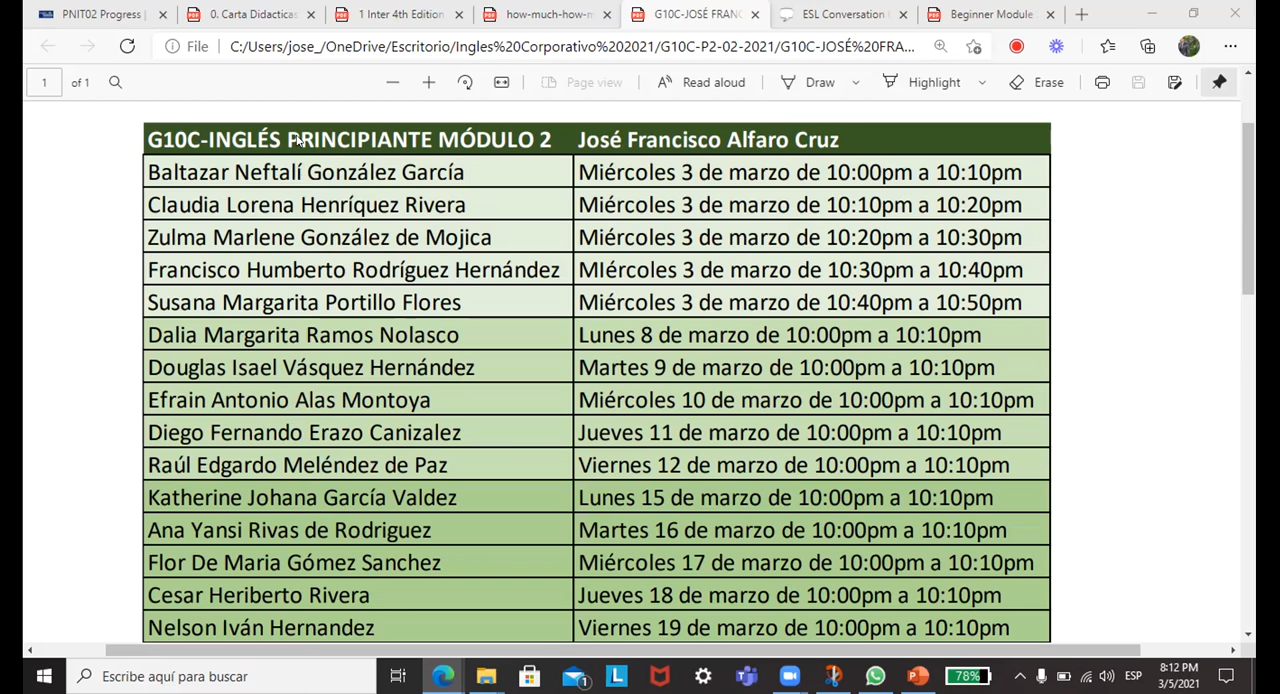 PNIT02 Progress |
0. Carta Didactica
1 Inter 4th Edition
how-much-how-m
G10C-JOSÉ FRANC
ESL Conversation
Beginner Module
File
C:/Users/jose_/OneDrive/Escritorio/Ingles%20Corporativo%202021/G10C-P2-02-2021/G10C-JOSÉ%20FRA...
1 of 1
Page view
Read aloud
Draw
Highlight
Erase
G10C-INGLÉS PRINCIPIANTE MÓDULO 2 José Francisco Alfaro Cruz
Baltazar Neftalí González García Miércoles 3 de marzo de 10:00pm a 10:10pm
Claudia Lorena Henríquez Rivera Miércoles 3 de marzo de 10:10pm a 10:20pm
Zulma Marlene González de Mojica Miércoles 3 de marzo de 10:20pm a 10:30pm
Francisco Humberto Rodríguez Hernández MIércoles 3 de marzo de 10:30pm a 10:40pm
Susana Margarita Portillo Flores Miércoles 3 de marzo de 10:40pm a 10:50pm
Dalia Margarita Ramos Nolasco Lunes 8 de marzo de 10:00pm a 10:10pm
Douglas Isael Vásquez Hernández Martes 9 de marzo de 10:00pm a 10:10pm
Efrain Antonio Alas Montoya Miércoles 10 de marzo de 10:00pm a 10:10pm
Diego Fernando Erazo Canizalez Jueves 11 de marzo de 10:00pm a 10:10pm
Raúl Edgardo Meléndez de Paz Viernes 12 de marzo de 10:00pm a 10:10pm
Katherine Johana García Valdez Lunes 15 de marzo de 10:00pm a 10:10pm
Ana Yansi Rivas de Rodriguez Martes 16 de marzo de 10:00pm a 10:10pm
Flor De Maria Gómez Sanchez Miércoles 17 de marzo de 10:00pm a 10:10pm
Cesar Heriberto Rivera Jueves 18 de marzo de 10:00pm a 10:10pm
Nelson Iván Hernandez Viernes 19 de marzo de 10:00pm a 10:10pm
Escribe aquí para buscar
78%
ESP
8:12 PM
3/5/2021